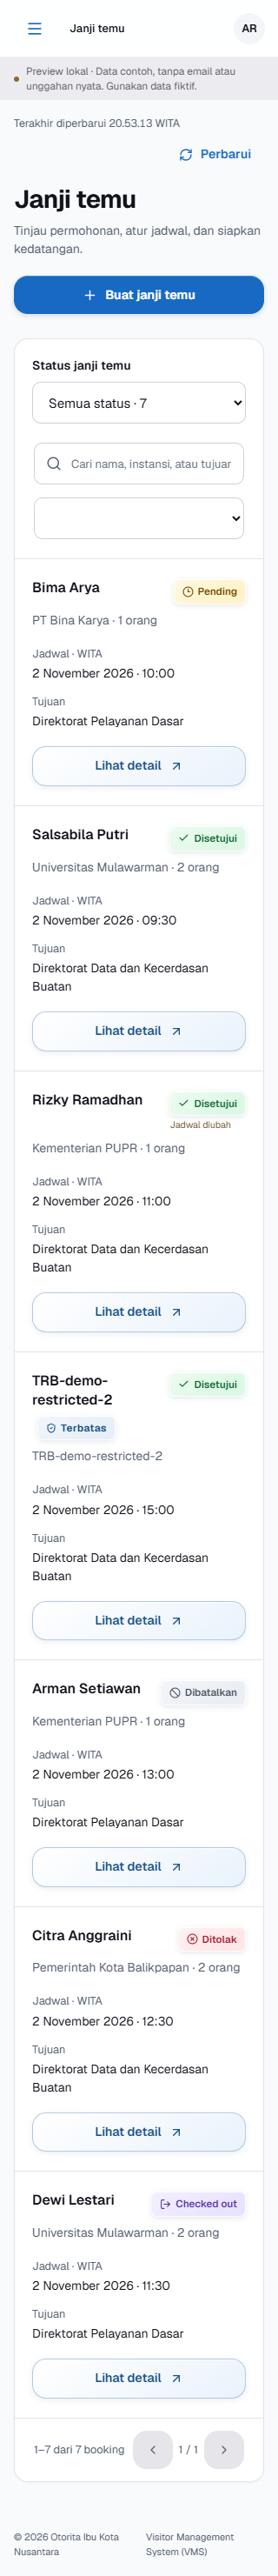 Janji temu
AR
Preview lokal · Data contoh, tanpa email atau
unggahan nyata. Gunakan data fiktif.
Terakhir diperbarui 20.53.13 WITA
Perbarui
Janji temu
Tinjau permohonan, atur jadwal, dan siapkan
kedatangan.
Buat janji temu
Status janji temu
Semua status · 7
Cari nama, instansi, atau tujuan
Bima Arya
Pending
PT Bina Karya · 1 orang
Jadwal · WITA
2 November 2026 · 10:00
Tujuan
Direktorat Pelayanan Dasar
Lihat detail
Salsabila Putri
Disetujui
Universitas Mulawarman · 2 orang
Jadwal · WITA
2 November 2026 · 09:30
Tujuan
Direktorat Data dan Kecerdasan
Buatan
Lihat detail
Rizky Ramadhan
Disetujui
Jadwal diubah
Kementerian PUPR · 1 orang
Jadwal · WITA
2 November 2026 · 11:00
Tujuan
Direktorat Data dan Kecerdasan
Buatan
Lihat detail
TRB-demo-
restricted-2
Disetujui
Terbatas
TRB-demo-restricted-2
Jadwal · WITA
2 November 2026 · 15:00
Tujuan
Direktorat Data dan Kecerdasan
Buatan
Lihat detail
Arman Setiawan
Dibatalkan
Kementerian PUPR · 1 orang
Jadwal · WITA
2 November 2026 · 13:00
Tujuan
Direktorat Pelayanan Dasar
Lihat detail
Citra Anggraini
Ditolak
Pemerintah Kota Balikpapan · 2 orang
Jadwal · WITA
2 November 2026 · 12:30
Tujuan
Direktorat Data dan Kecerdasan
Buatan
Lihat detail
Dewi Lestari
Checked out
Universitas Mulawarman · 2 orang
Jadwal · WITA
2 November 2026 · 11:30
Tujuan
Direktorat Pelayanan Dasar
Lihat detail
1–7 dari 7 booking
1 / 1
© 2026 Otorita Ibu Kota
Nusantara
Visitor Management
System (VMS)